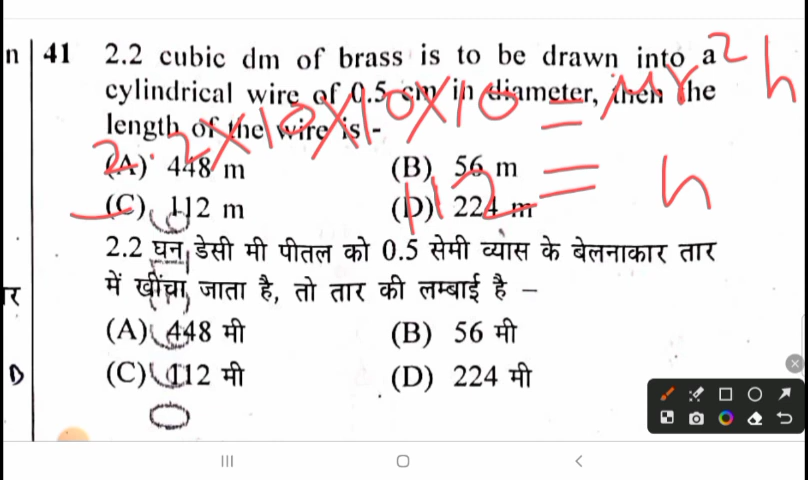 n 41 2.2 cubic dm of brass is to be drawn into a
cylindrical wire of 0.5 cm in diameter, then the
length of the wire is -
(A) 448 m (B) 56 m
(C) 112 m (D) 224 m
2.2 × 10 × 10 × 10 = πr² h
112 = h
2.2 घन डेसी मी पीतल को 0.5 सेमी व्यास के बेलनाकार तार
र में खींचा जाता है, तो तार की लम्बाई है –
(A) 448 मी (B) 56 मी
(C) 112 मी (D) 224 मी